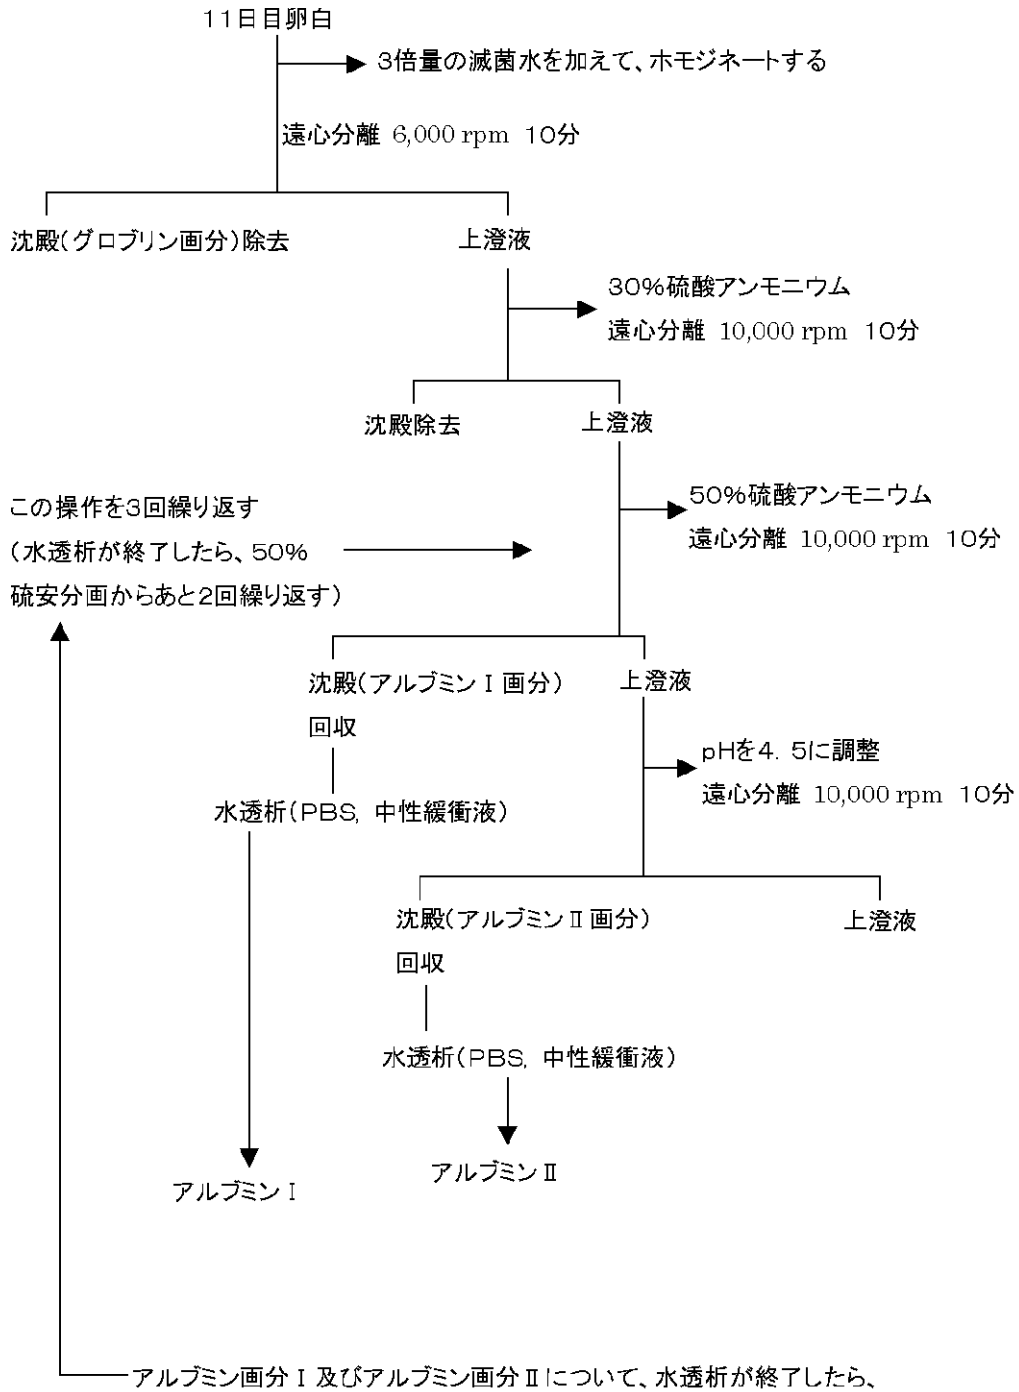 11日目卵白
3倍量の滅菌水を加えて、ホモジネートする
遠心分離 6,000 rpm 10分
沈殿(グロブリン画分)除去
上澄液
30%硫酸アンモニウム
遠心分離 10,000 rpm 10分
沈殿除去
上澄液
50%硫酸アンモニウム
遠心分離 10,000 rpm 10分
この操作を3回繰り返す
(水透析が終了したら、50%
硫安分画からあと2回繰り返す)
沈殿(アルブミンⅠ画分)
回収
上澄液
pHを4.5に調整
遠心分離 10,000 rpm 10分
水透析(PBS, 中性緩衝液)
沈殿(アルブミンⅡ画分)
回収
上澄液
水透析(PBS, 中性緩衝液)
アルブミンⅡ
アルブミンⅠ
アルブミン画分Ⅰ及びアルブミン画分Ⅱについて、水透析が終了したら、